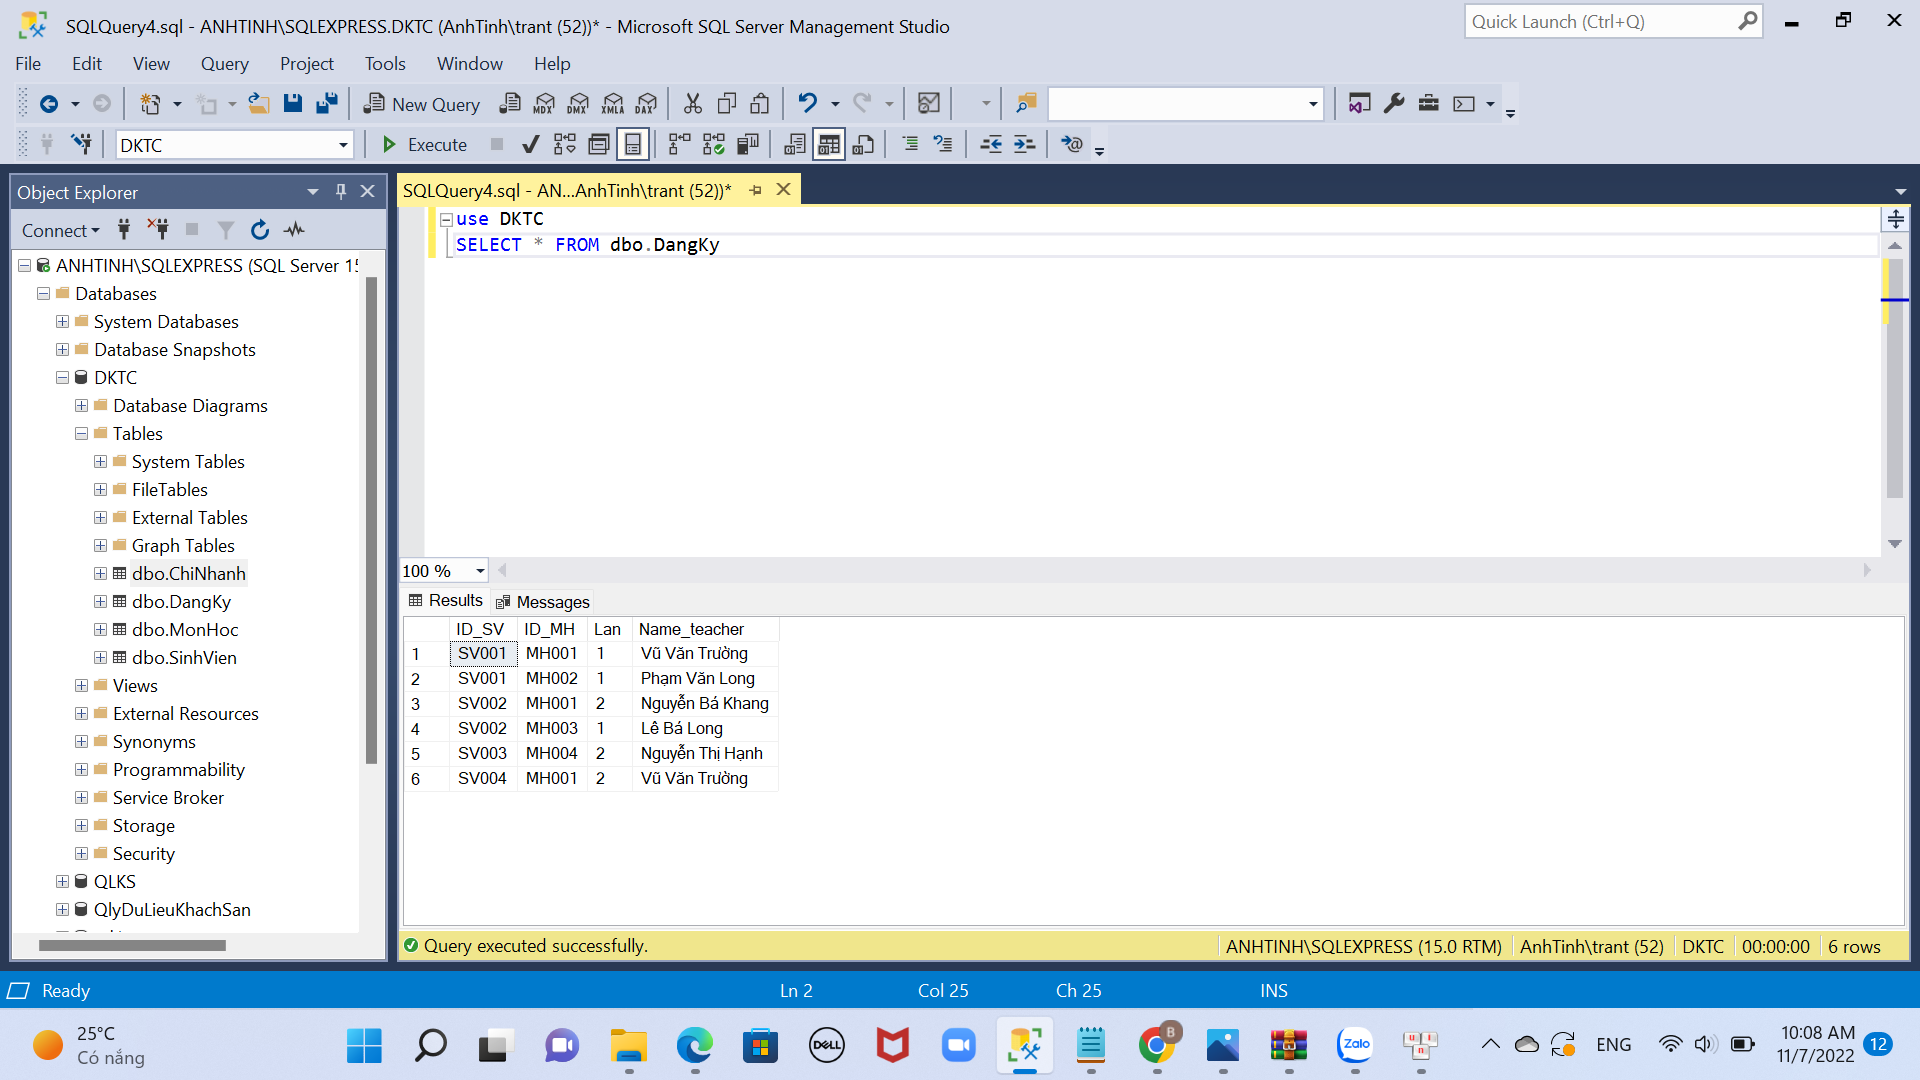 SQLQuery4.sql - ANHTINH\SQLEXPRESS.DKTC (AnhTinh\trant (52))* - Microsoft SQL Server Management Studio
Quick Launch (Ctrl+Q)
File Edit View Query Project Tools Window Help
New Query MDX DMX XMLA DAX
DKTC Execute
Object Explorer
Connect
ANHTINH\SQLEXPRESS (SQL Server 15
Databases
System Databases
Database Snapshots
DKTC
Database Diagrams
Tables
System Tables
FileTables
External Tables
Graph Tables
dbo.ChiNhanh
dbo.DangKy
dbo.MonHoc
dbo.SinhVien
Views
External Resources
Synonyms
Programmability
Service Broker
Storage
Security
QLKS
QlyDuLieuKhachSan
SQLQuery4.sql - AN...AnhTinh\trant (52))*
use DKTC
SELECT * FROM dbo.DangKy
100 %
Results Messages
ID_SV ID_MH Lan Name_teacher
1 SV001 MH001 1 Vũ Văn Trường
2 SV001 MH002 1 Phạm Văn Long
3 SV002 MH001 2 Nguyễn Bá Khang
4 SV002 MH003 1 Lê Bá Long
5 SV003 MH004 2 Nguyễn Thị Hạnh
6 SV004 MH001 2 Vũ Văn Trường
Query executed successfully. ANHTINH\SQLEXPRESS (15.0 RTM) AnhTinh\trant (52) DKTC 00:00:00 6 rows
Ready Ln 2 Col 25 Ch 25 INS
25°C
Có nắng
DELL
B
Zalo
ENG
10:08 AM
11/7/2022
12